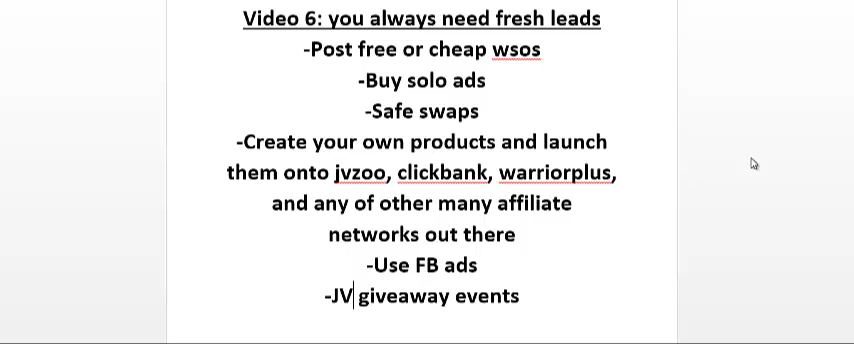 Video 6: you always need fresh leads
-Post free or cheap wsos
-Buy solo ads
-Safe swaps
-Create your own products and launch
them onto jvzoo, clickbank, warriorplus,
and any of other many affiliate
networks out there
-Use FB ads
-JV giveaway events